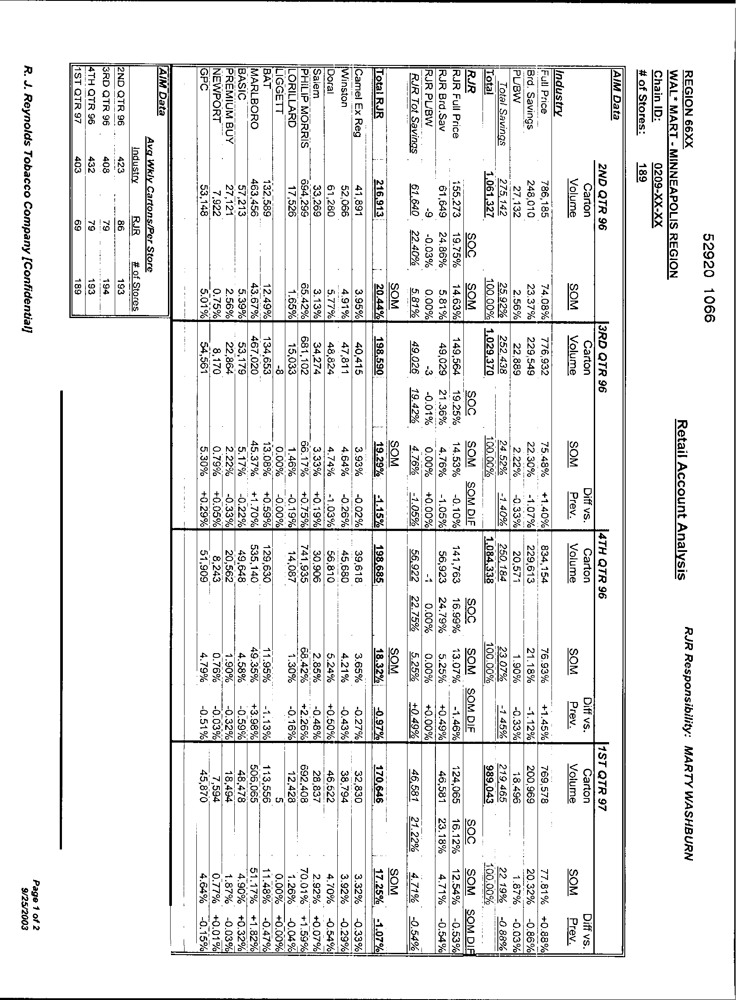 52920 1066
Retail Account Analysis
REGION 66XX
WAL* MART - MINNEAPOLIS REGION
RJR Responsibility: MARTY WASHBURN
Chain ID: 0209-XX-XX
# of Stores: 189
AIM Data
2ND QTR 96 3RD QTR 96 4TH QTR 96 1ST QTR 97
Carton Carton Diff vs. Carton Diff vs. Carton Diff vs.
Industry Volume SOM Volume SOM Prev. Volume SOM Prev. Volume SOM Prev.
Full Price 786,185 74.08% 776,932 75.48% +1.40% 834,154 76.93% +1.45% 769,578 77.81% +0.88%
Brd. Savings 248,010 23.37% 229,549 22.30% -1.07% 229,613 21.18% -1.12% 200,969 20.32% -0.86%
PL/BW 27,132 2.56% 22,889 2.22% -0.33% 20,571 1.90% -0.33% 18,496 1.87% -0.03%
Total Savings 275,142 25.92% 252,438 24.52% -1.40% 250,184 23.07% -1.45% 219,465 22.19% -0.88%
Total 1,061,327 100.00% 1,029,370 100.00% 1,084,338 100.00% 989,043 100.00%
RJR SOC SOM SOC SOM SOM DIF SOC SOM SOM DIF SOC SOM SOM DIF
RJR Full Price 155,273 19.75% 14.63% 149,564 19.25% 14.53% -0.10% 141,763 16.99% 13.07% -1.46% 124,065 16.12% 12.54% -0.53%
RJR Brd.Sav 61,649 24.86% 5.81% 49,029 21.36% 4.76% -1.05% 56,923 24.79% 5.25% +0.49% 46,581 23.18% 4.71% -0.54%
RJR PL/BW -9 -0.03% 0.00% -3 -0.01% 0.00% +0.00% -1 0.00% 0.00% +0.00%
RJR Tot Savings 61,640 22.40% 5.81% 49,026 19.42% 4.76% -1.05% 56,922 22.75% 5.25% +0.49% 46,581 21.22% 4.71% -0.54%
SOM SOM SOM SOM
Total RJR 216,913 20.44% 198,590 19.29% -1.15% 198,685 18.32% -0.97% 170,646 17.25% -1.07%
Camel Ex Reg 41,891 3.95% 40,415 3.93% -0.02% 39,618 3.65% -0.27% 32,830 3.32% -0.33%
Winston 52,066 4.91% 47,811 4.64% -0.26% 45,680 4.21% -0.43% 38,794 3.92% -0.29%
Doral 61,280 5.77% 48,824 4.74% -1.03% 56,810 5.24% +0.50% 46,522 4.70% -0.54%
Salem 33,269 3.13% 34,274 3.33% +0.19% 30,906 2.85% -0.48% 28,837 2.92% +0.07%
PHILIP MORRIS 694,299 65.42% 681,102 66.17% +0.75% 741,935 68.42% +2.26% 692,408 70.01% +1.59%
LORILLARD 17,526 1.65% 15,033 1.46% -0.19% 14,087 1.30% -0.16% 12,428 1.26% -0.04%
LIGGETT -8 0.00% -0.00% 5 0.00% +0.00%
BAT 132,589 12.49% 134,653 13.08% +0.59% 129,630 11.95% -1.13% 113,556 11.48% -0.47%
MARLBORO 463,456 43.67% 467,020 45.37% +1.70% 535,140 49.35% +3.98% 506,065 51.17% +1.82%
BASIC 57,213 5.39% 53,179 5.17% -0.22% 49,648 4.58% -0.59% 48,478 4.90% +0.32%
PREMIUM BUY 27,121 2.56% 22,864 2.22% -0.33% 20,562 1.90% -0.32% 18,494 1.87% -0.03%
NEWPORT 7,922 0.75% 8,170 0.79% +0.05% 8,243 0.76% -0.03% 7,594 0.77% +0.01%
GPC 53,148 5.01% 54,561 5.30% +0.29% 51,909 4.79% -0.51% 45,870 4.64% -0.15%
AIM Data
Avg Wkly Cartons/Per Store
Industry RJR # of Stores
2ND QTR 96 423 86 193
3RD QTR 96 408 79 194
4TH QTR 96 432 79 193
1ST QTR 97 403 69 189
R. J. Reynolds Tobacco Company [Confidential]
Page 1 of 2
9/25/2003